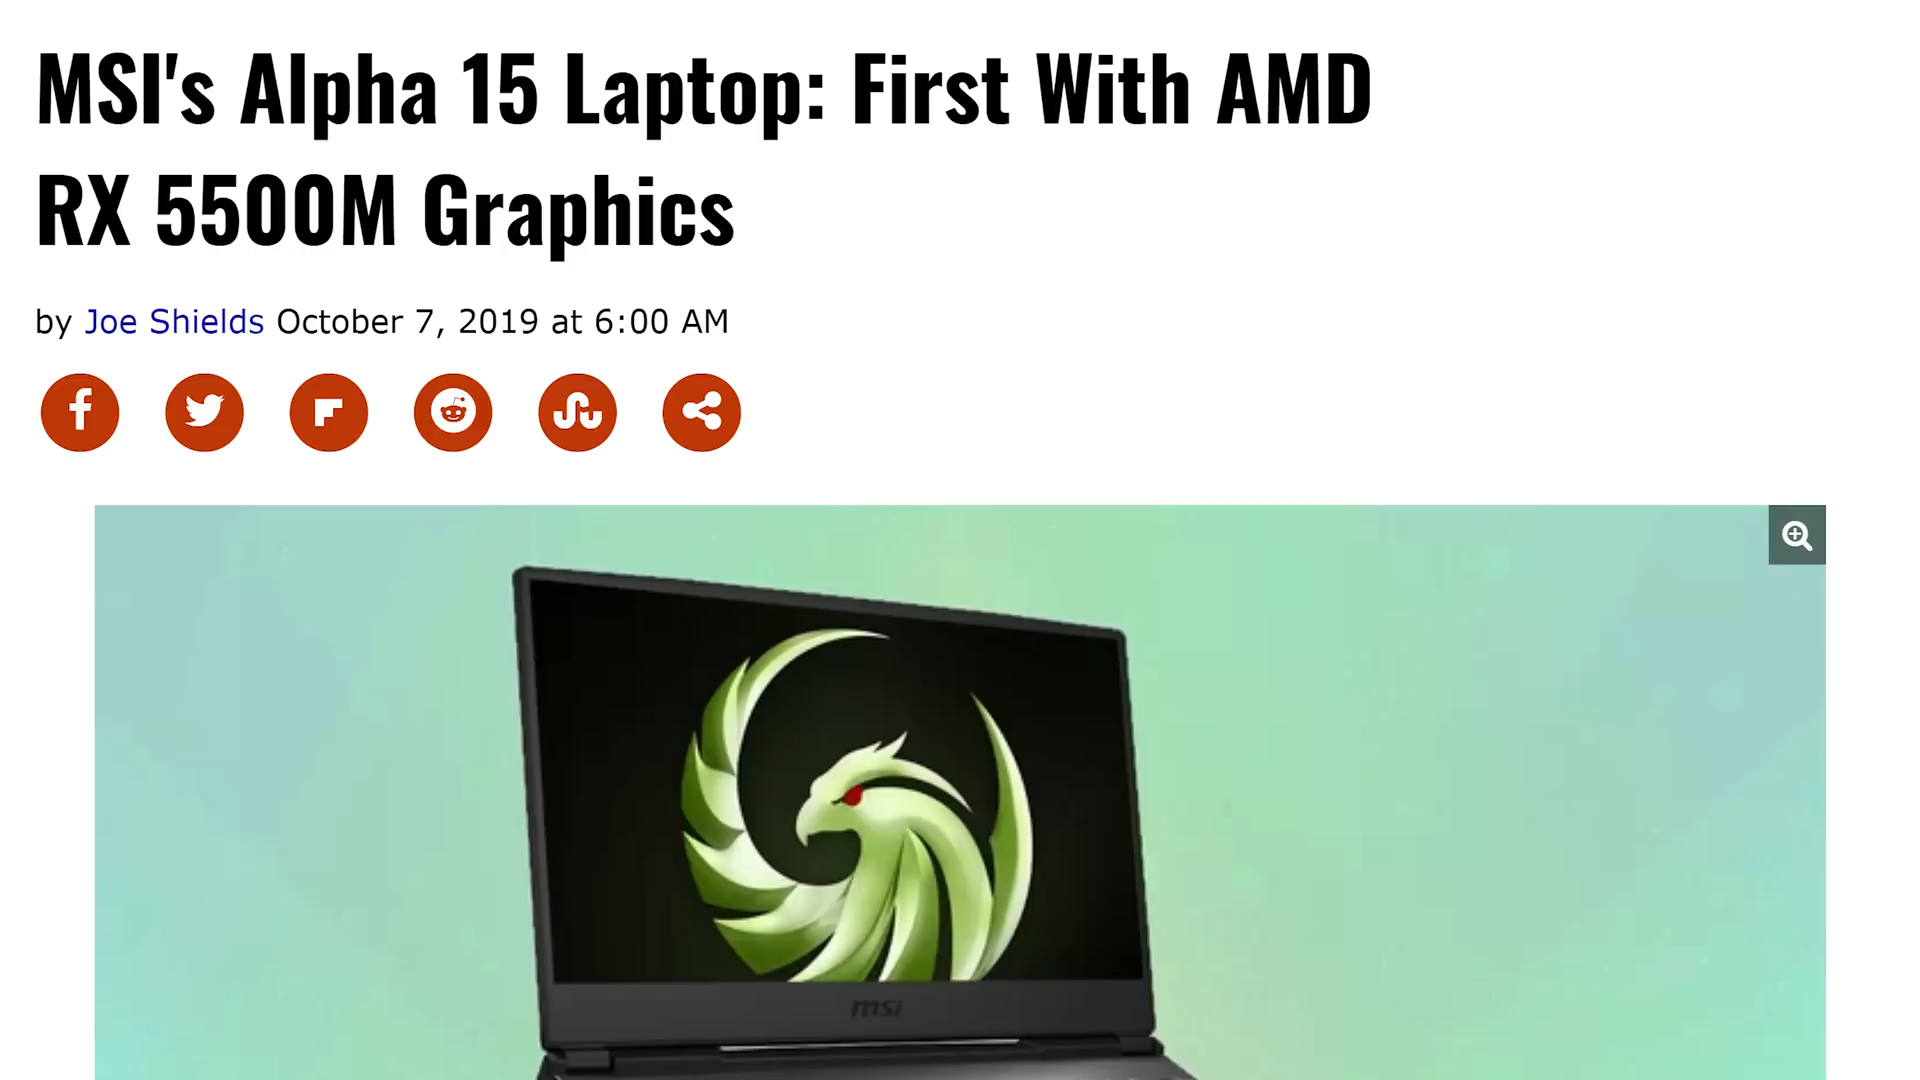 MSI's Alpha 15 Laptop: First With AMD
RX 5500M Graphics
by Joe Shields October 7, 2019 at 6:00 AM
msi